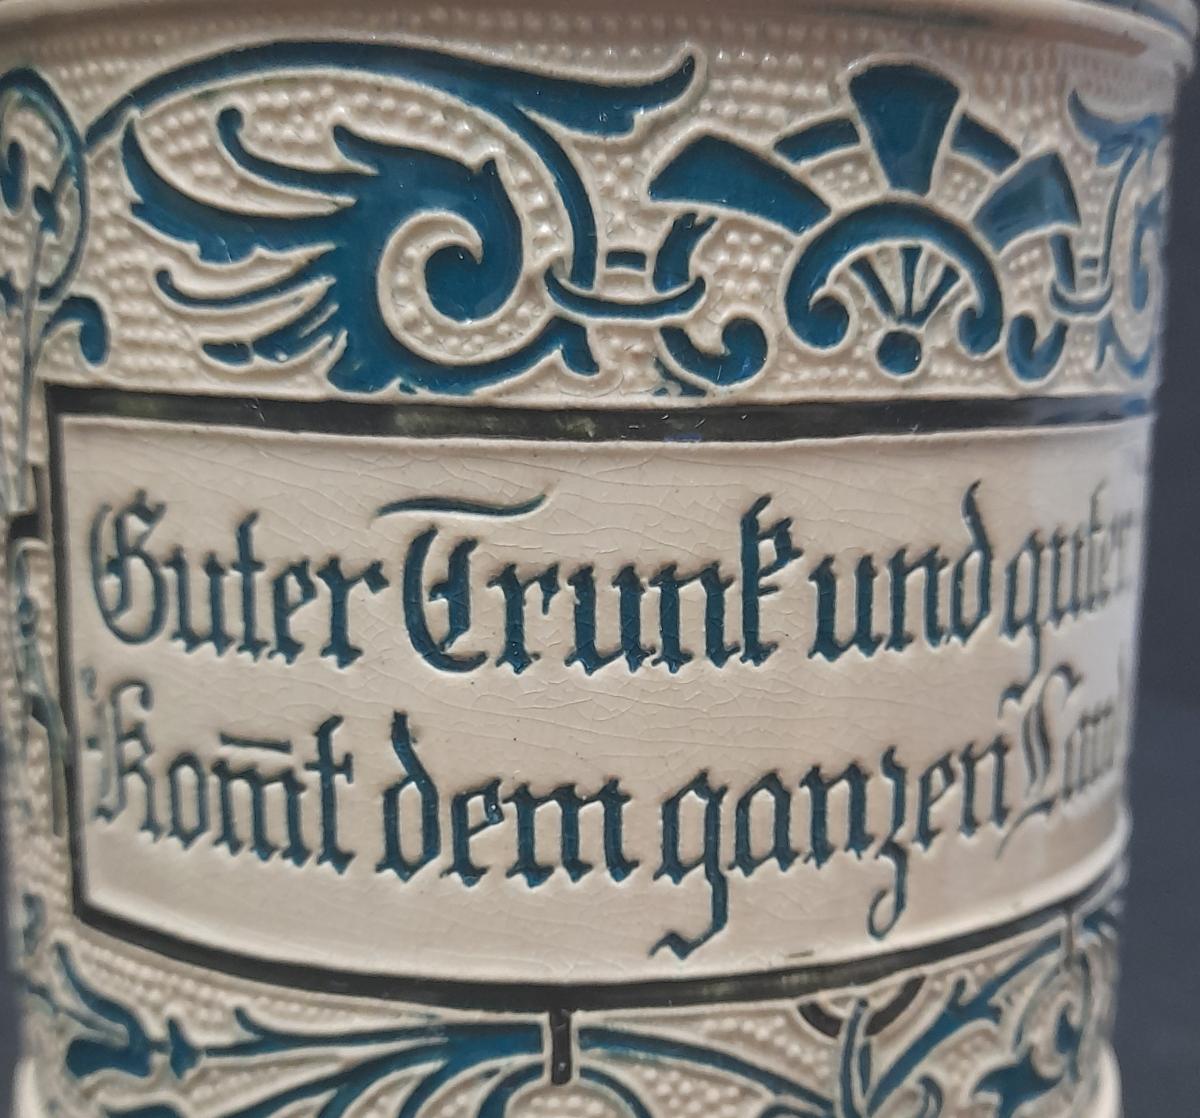 Guter Trunk und guter
kom̄t dem ganzen